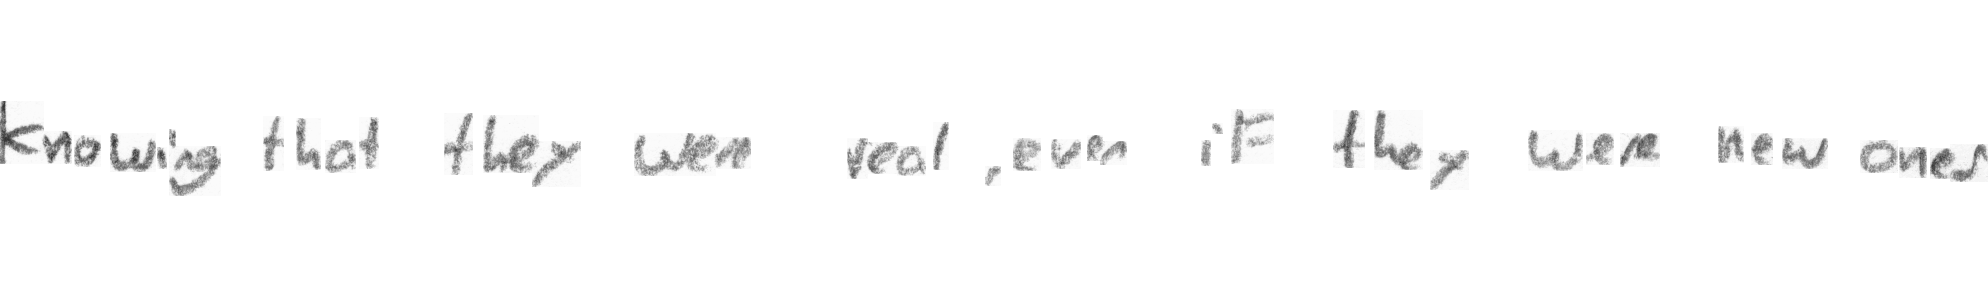 knowing that they were real , even if they were new ones